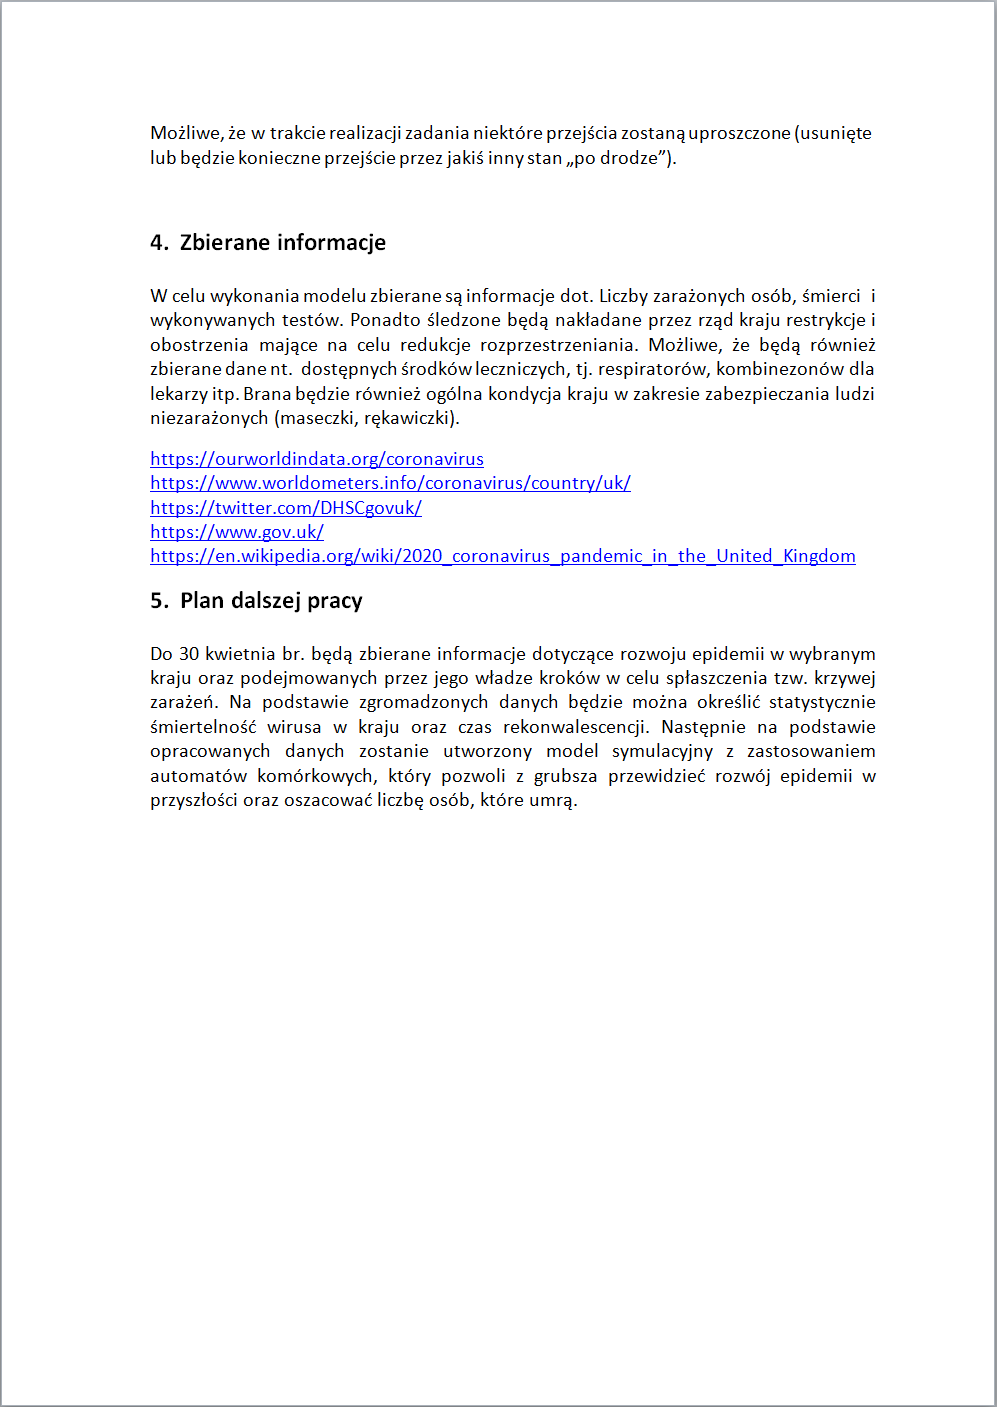 Możliwe, że w trakcie realizacji zadania niektóre przejścia zostaną uproszczone (usunięte
lub będzie konieczne przejście przez jakiś inny stan „po drodze”).
4. Zbierane informacje
W celu wykonania modelu zbierane są informacje dot. Liczby zarażonych osób, śmierci i
wykonywanych testów. Ponadto śledzone będą nakładane przez rząd kraju restrykcje i
obostrzenia mające na celu redukcje rozprzestrzeniania. Możliwe, że będą również
zbierane dane nt. dostępnych środków leczniczych, tj. respiratorów, kombinezonów dla
lekarzy itp. Brana będzie również ogólna kondycja kraju w zakresie zabezpieczania ludzi
niezarażonych (maseczki, rękawiczki).
https://ourworldindata.org/coronavirus
https://www.worldometers.info/coronavirus/country/uk/
https://twitter.com/DHSCgovuk/
https://www.gov.uk/
https://en.wikipedia.org/wiki/2020_coronavirus_pandemic_in_the_United_Kingdom
5. Plan dalszej pracy
Do 30 kwietnia br. będą zbierane informacje dotyczące rozwoju epidemii w wybranym
kraju oraz podejmowanych przez jego władze kroków w celu spłaszczenia tzw. krzywej
zarażeń. Na podstawie zgromadzonych danych będzie można określić statystycznie
śmiertelność wirusa w kraju oraz czas rekonwalescencji. Następnie na podstawie
opracowanych danych zostanie utworzony model symulacyjny z zastosowaniem
automatów komórkowych, który pozwoli z grubsza przewidzieć rozwój epidemii w
przyszłości oraz oszacować liczbę osób, które umrą.